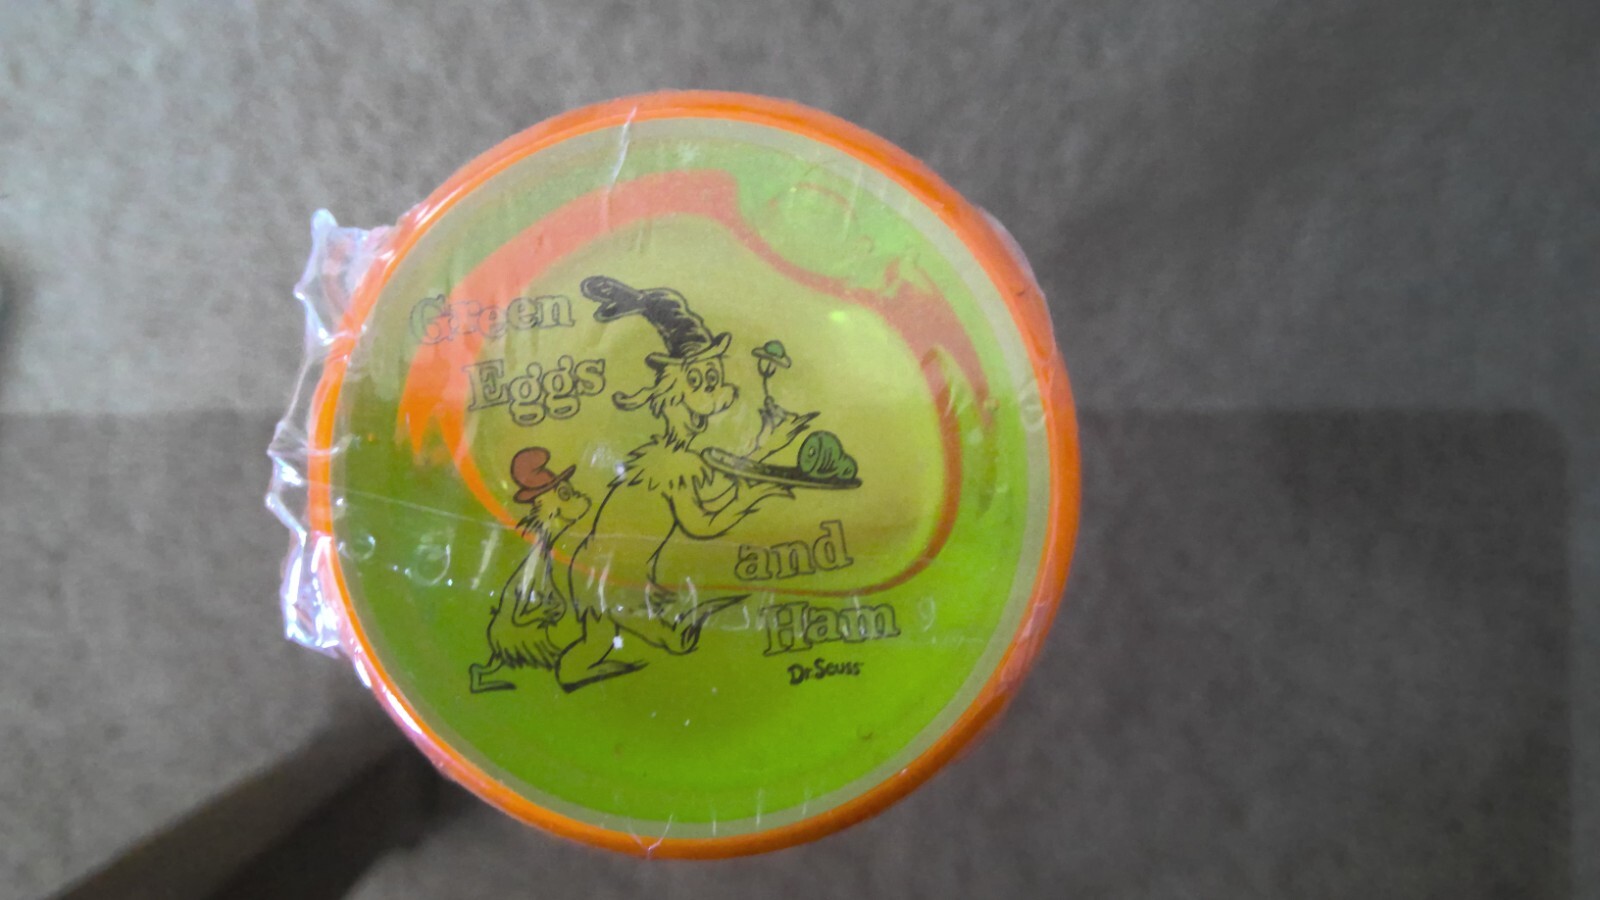 Green
Eggs
and
Ham
Dr. Seuss